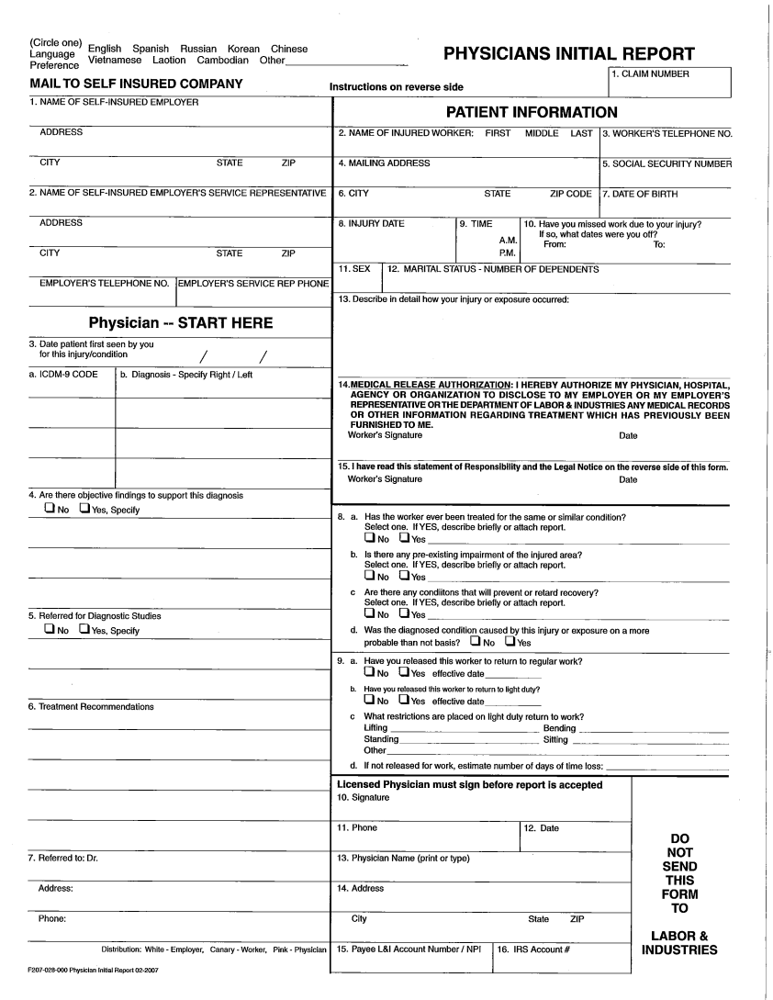 (Circle one) English Spanish Russian Korean Chinese
Language
Preference Vietnamese Laotion Cambodian Other
PHYSICIANS INITIAL REPORT
MAIL TO SELF INSURED COMPANY
Instructions on reverse side
1. CLAIM NUMBER
1. NAME OF SELF-INSURED EMPLOYER
ADDRESS
CITY STATE ZIP
2. NAME OF SELF-INSURED EMPLOYER'S SERVICE REPRESENTATIVE
ADDRESS
CITY STATE ZIP
EMPLOYER'S TELEPHONE NO. EMPLOYER'S SERVICE REP PHONE
PATIENT INFORMATION
2. NAME OF INJURED WORKER: FIRST MIDDLE LAST
3. WORKER'S TELEPHONE NO.
4. MAILING ADDRESS
5. SOCIAL SECURITY NUMBER
6. CITY STATE ZIP CODE
7. DATE OF BIRTH
8. INJURY DATE
9. TIME
A.M.
P.M.
10. Have you missed work due to your injury?
If so, what dates were you off?
From: To:
11. SEX
12. MARITAL STATUS - NUMBER OF DEPENDENTS
13. Describe in detail how your injury or exposure occurred:
14. MEDICAL RELEASE AUTHORIZATION: I HEREBY AUTHORIZE MY PHYSICIAN, HOSPITAL,
AGENCY OR ORGANIZATION TO DISCLOSE TO MY EMPLOYER OR MY EMPLOYER'S
REPRESENTATIVE OR THE DEPARTMENT OF LABOR & INDUSTRIES ANY MEDICAL RECORDS
OR OTHER INFORMATION REGARDING TREATMENT WHICH HAS PREVIOUSLY BEEN
FURNISHED TO ME.
Worker's Signature Date
15. I have read this statement of Responsibility and the Legal Notice on the reverse side of this form.
Worker's Signature Date
Physician -- START HERE
3. Date patient first seen by you
for this injury/condition / /
a. ICDM-9 CODE b. Diagnosis - Specify Right / Left
4. Are there objective findings to support this diagnosis
No Yes, Specify
5. Referred for Diagnostic Studies
No Yes, Specify
6. Treatment Recommendations
7. Referred to: Dr.
Address:
Phone:
8. a. Has the worker ever been treated for the same or similar condition?
Select one. If YES, describe briefly or attach report.
No Yes
b. Is there any pre-existing impairment of the injured area?
Select one. If YES, describe briefly or attach report.
No Yes
c Are there any condiitons that will prevent or retard recovery?
Select one. If YES, describe briefly or attach report.
No Yes
d. Was the diagnosed condition caused by this injury or exposure on a more
probable than not basis? No Yes
9. a. Have you released this worker to return to regular work?
No Yes effective date
b. Have you released this worker to return to light duty?
No Yes effective date
c What restrictions are placed on light duty return to work?
Lifting Bending
Standing Sitting
Other
d. If not released for work, estimate number of days of time loss:
Licensed Physician must sign before report is accepted
10. Signature
11. Phone 12. Date
13. Physician Name (print or type)
14. Address
City State ZIP
15. Payee L&I Account Number / NPI 16. IRS Account #
DO
NOT
SEND
THIS
FORM
TO
LABOR &
INDUSTRIES
Distribution: White - Employer, Canary - Worker, Pink - Physician
F207-028-000 Physician Initial Report 02-2007